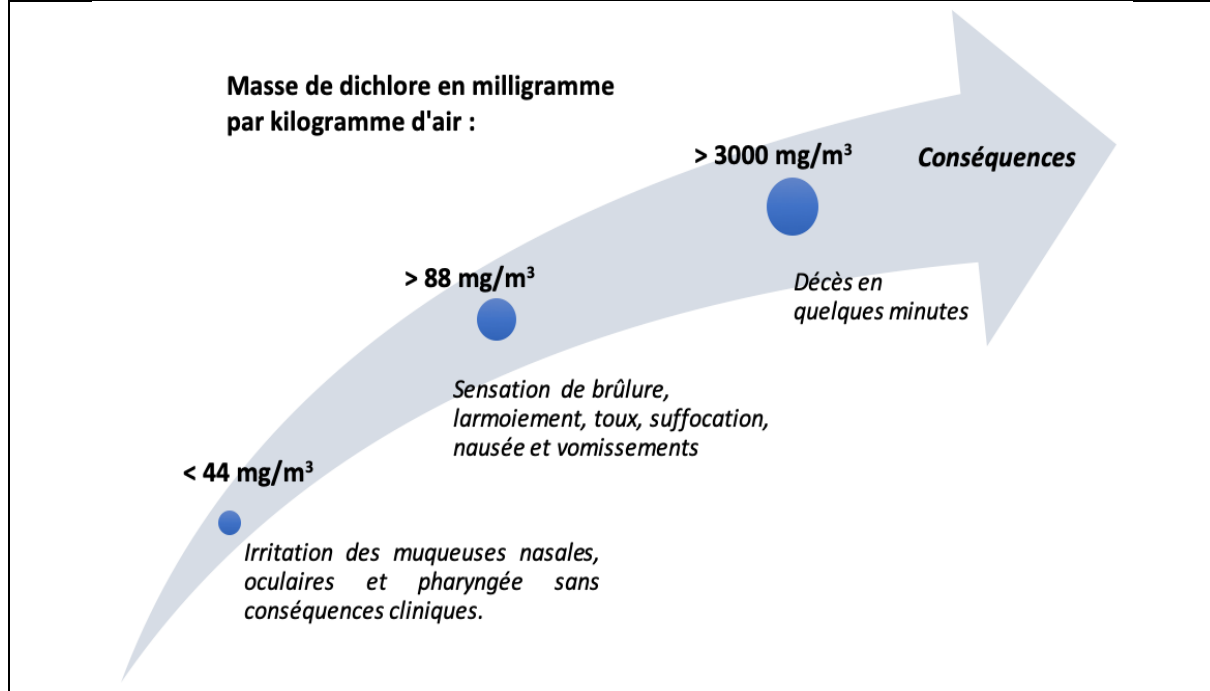 Masse de dichlore en milligramme
par kilogramme d'air :
> 3000 mg/m³
Conséquences
Décès en
quelques minutes
> 88 mg/m³
Sensation de brûlure,
larmoiement, toux, suffocation,
nausée et vomissements
< 44 mg/m³
Irritation des muqueuses nasales,
oculaires et pharyngée sans
conséquences cliniques.